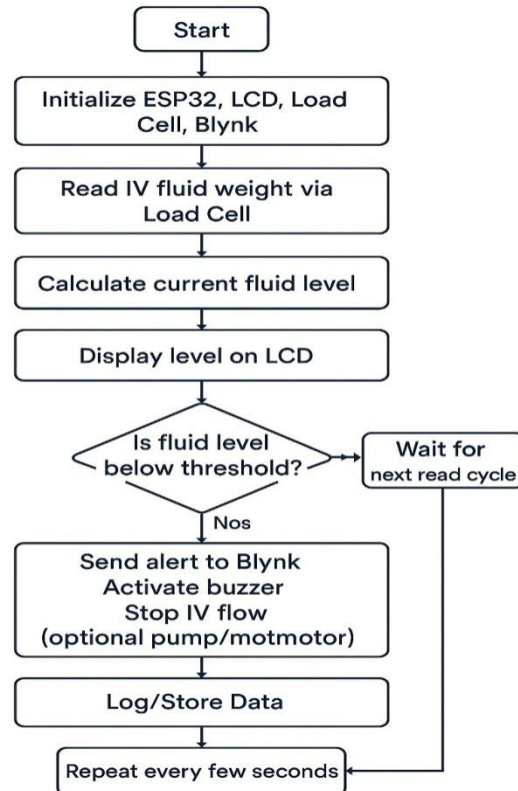 Start
Initialize ESP32, LCD, Load
Cell, Blynk
Read IV fluid weight via
Load Cell
Calculate current fluid level
Display level on LCD
Is fluid level
below threshold?
Wait for
next read cycle
Nos
Send alert to Blynk
Activate buzzer
Stop IV flow
(optional pump/motmotor)
Log/Store Data
Repeat every few seconds